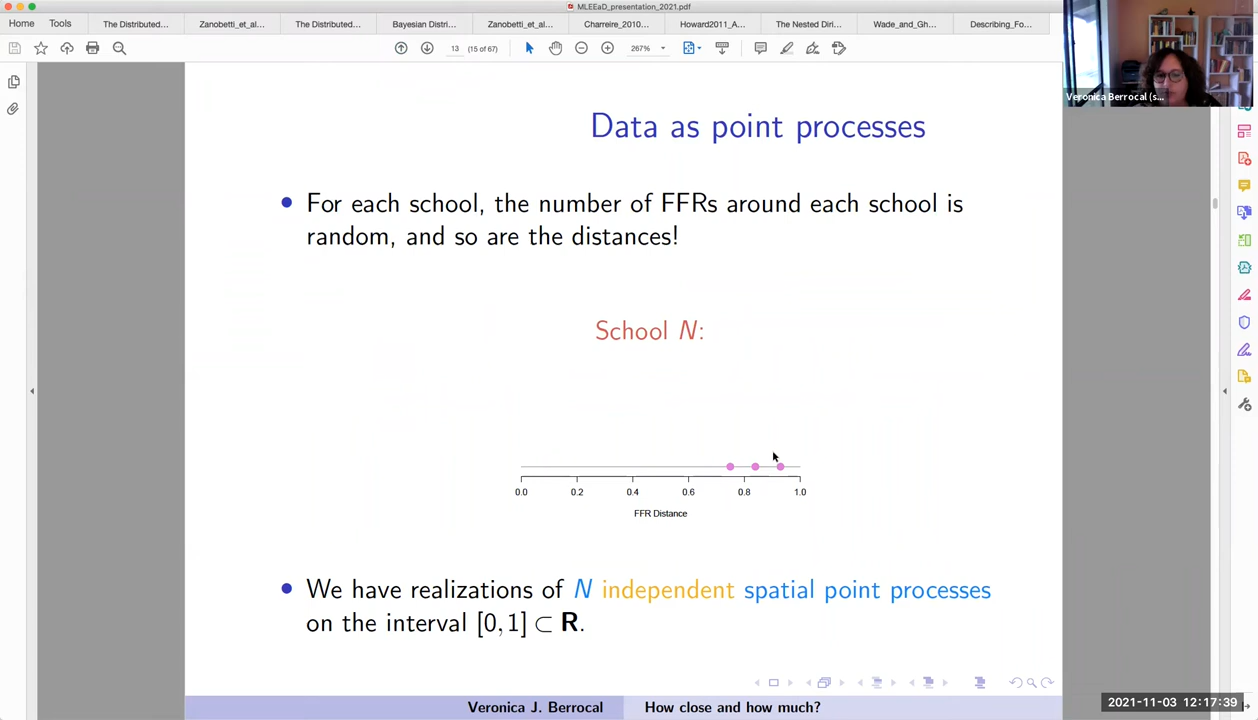 MLEEaD_presentation_2021.pdf
Home Tools The Distributed... Zanobetti_et_al... The Distributed... Bayesian Distri... Zanobetti_et_al... Charreire_2010... Howard2011_A... The Nested Diri... Wade_and_Gh... Describing_Fo...
13 (15 of 67) 267%
Veronica Berrocal (s...
Data as point processes
• For each school, the number of FFRs around each school is
random, and so are the distances!
School N:
0.0 0.2 0.4 0.6 0.8 1.0
FFR Distance
• We have realizations of N independent spatial point processes
on the interval [0, 1] ⊂ R.
Veronica J. Berrocal How close and how much?
2021-11-03 12:17:39